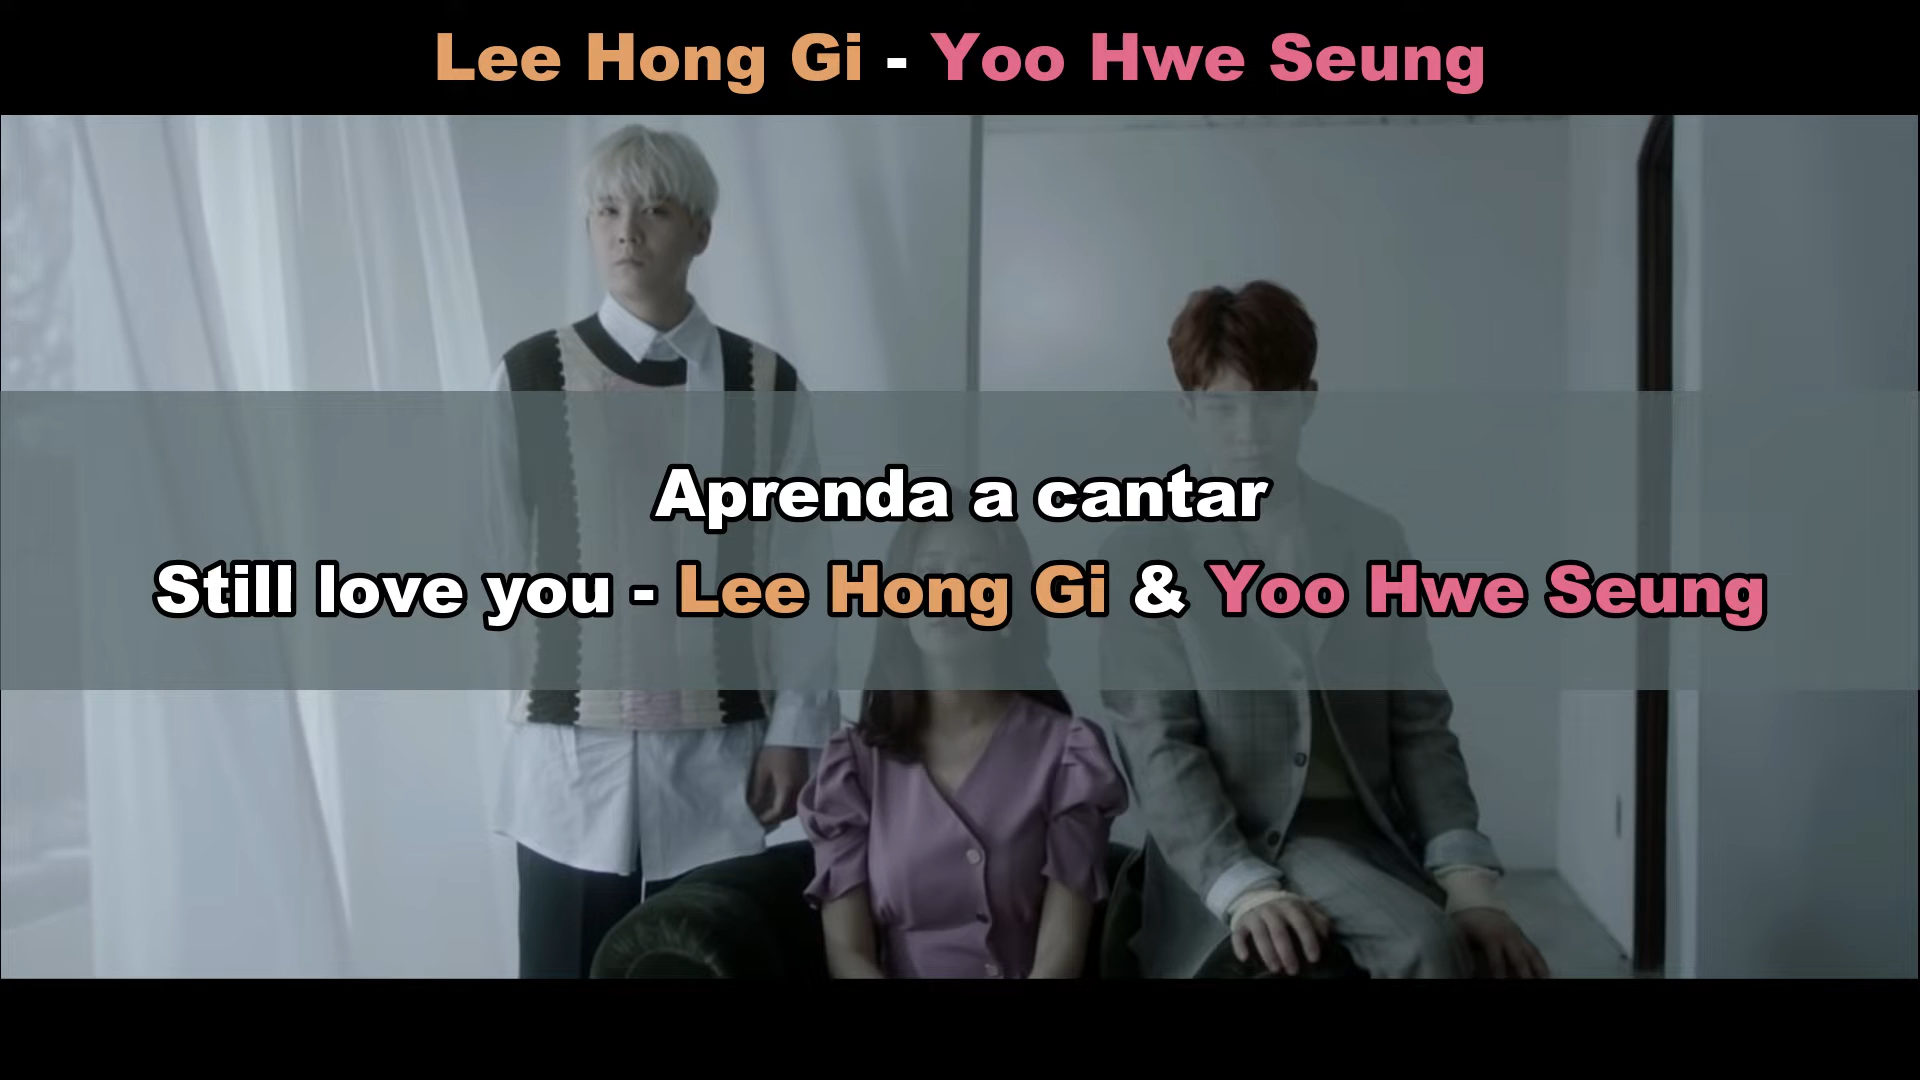 Lee Hong Gi - Yoo Hwe Seung
Aprenda a cantar
Still love you - Lee Hong Gi & Yoo Hwe Seung